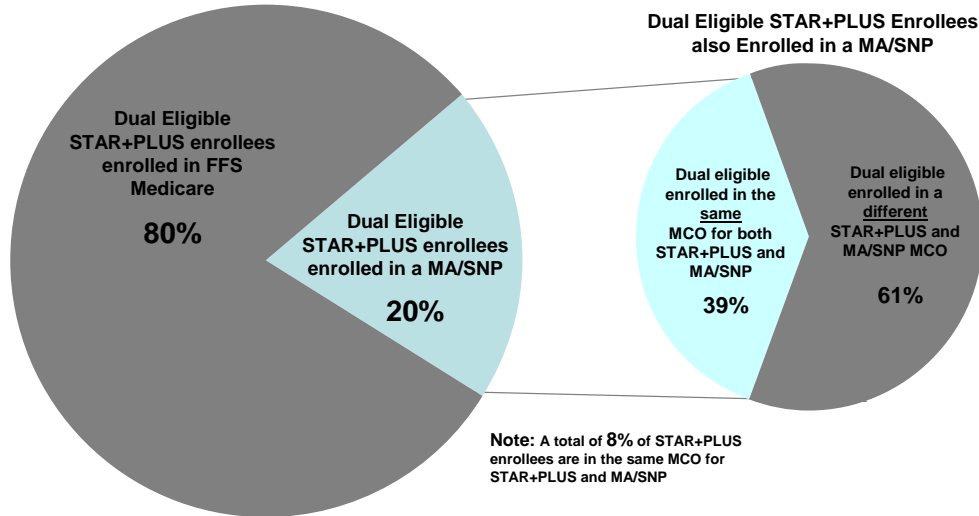 Dual Eligible STAR+PLUS Enrollees
also Enrolled in a MA/SNP
Dual Eligible
STAR+PLUS enrollees
enrolled in FFS
Medicare
80%
Dual Eligible
STAR+PLUS enrollees
enrolled in a MA/SNP
20%
Dual eligible
enrolled in the
same
MCO for both
STAR+PLUS and
MA/SNP
39%
Dual eligible
enrolled in a
different
STAR+PLUS and
MA/SNP MCO
61%
Note: A total of 8% of STAR+PLUS
enrollees are in the same MCO for
STAR+PLUS and MA/SNP